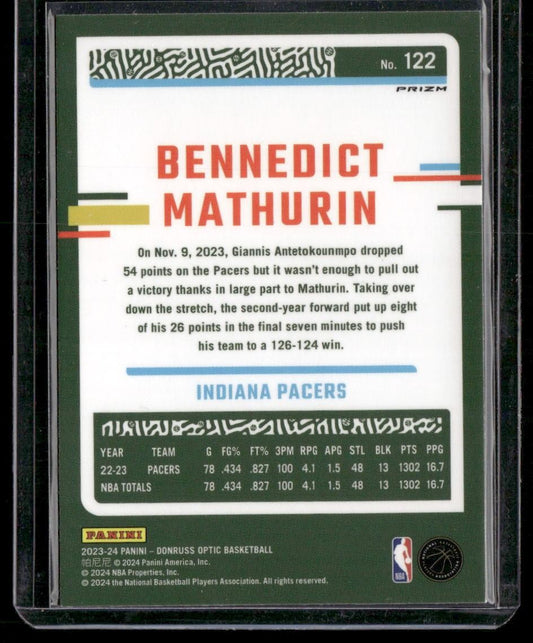 No. 122
PRIZM
BENNEDICT
MATHURIN
On Nov. 9, 2023, Giannis Antetokounmpo dropped
54 points on the Pacers but it wasn't enough to pull out
a victory thanks in large part to Mathurin. Taking over
down the stretch, the second-year forward put up eight
of his 26 points in the final seven minutes to push
his team to a 126-124 win.
INDIANA PACERS
YEAR TEAM G FG% FT% 3PM RPG APG STL BLK PTS PPG
22-23 PACERS 78 .434 .827 100 4.1 1.5 48 13 1302 16.7
NBA TOTALS 78 .434 .827 100 4.1 1.5 48 13 1302 16.7
PANINI
2023-24 PANINI – DONRUSS OPTIC BASKETBALL
帕尼尼 © 2024 Panini America, Inc.
© 2024 NBA Properties, Inc.
© 2024 the National Basketball Players Association. All rights reserved.
NBA